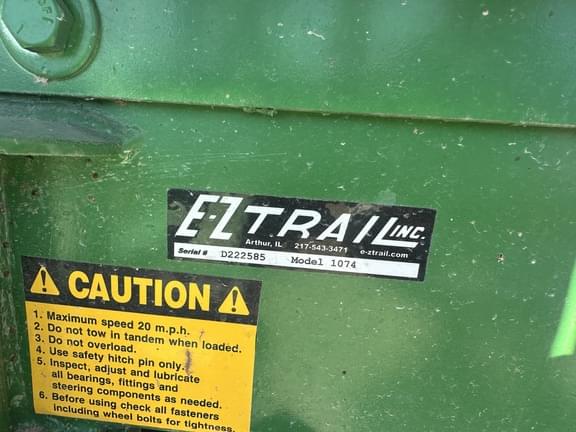 E-Z TRAIL INC.
Arthur, IL 217-543-3471 e-ztrail.com
Serial # D222585 Model 1074
CAUTION
1. Maximum speed 20 m.p.h.
2. Do not tow in tandem when loaded.
3. Do not overload.
4. Use safety hitch pin only.
5. Inspect, adjust and lubricate
all bearings, fittings and
steering components as needed.
6. Before using check all fasteners
including wheel bolts for tightness.